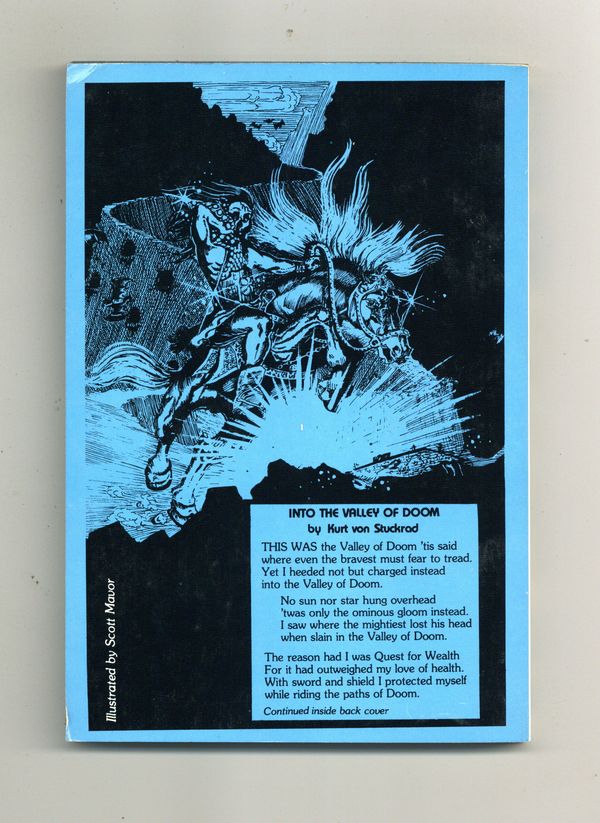 INTO THE VALLEY OF DOOM
by Kurt von Stuckrad
THIS WAS the Valley of Doom 'tis said
where even the bravest must fear to tread.
Yet I heeded not but charged instead
into the Valley of Doom.
No sun nor star hung overhead
'twas only the ominous gloom instead.
I saw where the mightiest lost his head
when slain in the Valley of Doom.
The reason had I was Quest for Wealth
For it had outweighed my love of health.
With sword and shield I protected myself
while riding the paths of Doom.
Continued inside back cover
Illustrated by Scott Mavor